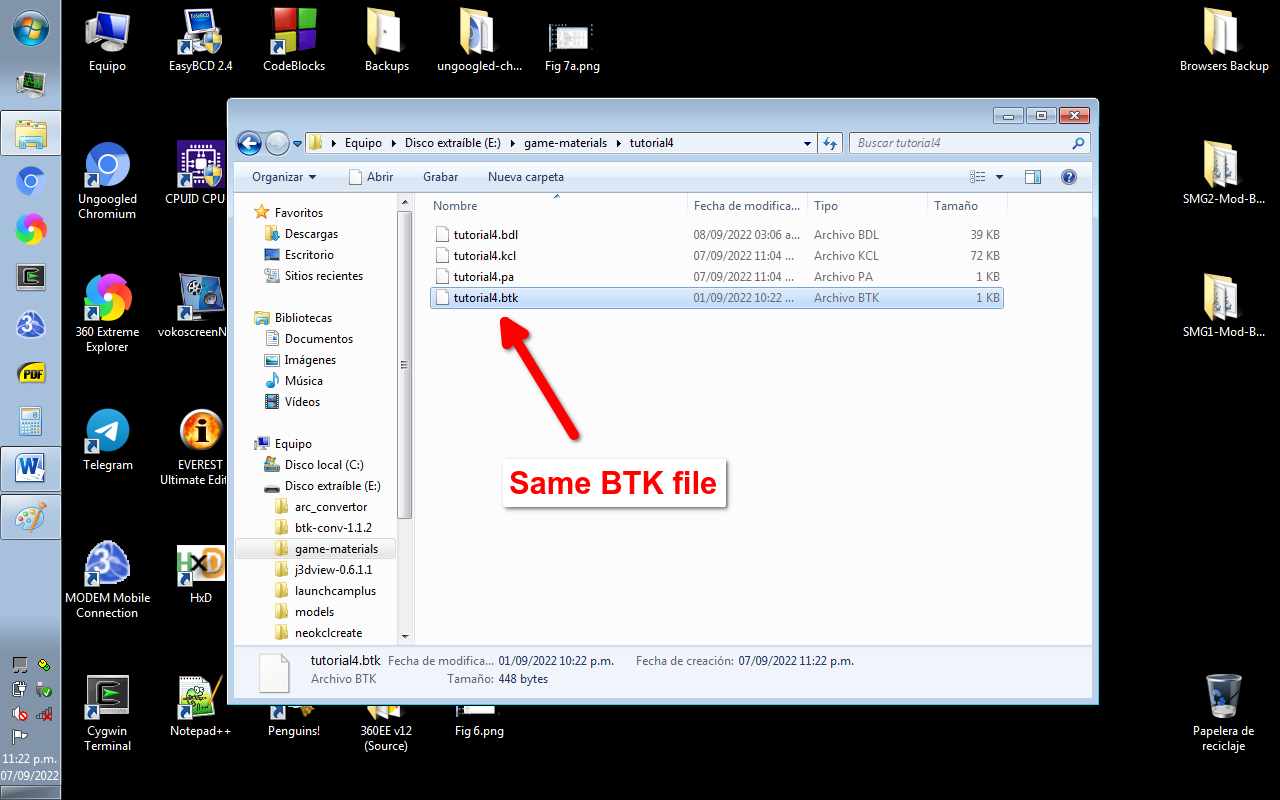 Equipo
EasyBCD 2.4
CodeBlocks
Backups
ungoogled-ch...
Fig 7a.png
Browsers Backup
Equipo
Disco extraíble (E:)
game-materials
tutorial4
Buscar tutorial4
Organizar
Abrir
Grabar
Nueva carpeta
Ungoogled
Chromium
CPUID CPU
SMG2-Mod-B...
Favoritos
Descargas
Escritorio
Sitios recientes
Bibliotecas
Documentos
Imágenes
Música
Vídeos
Equipo
Disco local (C:)
Disco extraíble (E:)
arc_convertor
btk-conv-1.1.2
game-materials
j3dview-0.6.1.1
launchcamplus
models
neokclcreate
Nombre
Fecha de modifica...
Tipo
Tamaño
tutorial4.bdl
08/09/2022 03:06 a...
Archivo BDL
39 KB
tutorial4.kcl
07/09/2022 11:04 ...
Archivo KCL
72 KB
tutorial4.pa
07/09/2022 11:04 ...
Archivo PA
1 KB
tutorial4.btk
01/09/2022 10:22 ...
Archivo BTK
1 KB
Same BTK file
360 Extreme
Explorer
vokoscreenN
SMG1-Mod-B...
PDF
Telegram
EVEREST
Ultimate Edit
MODEM Mobile
Connection
HxD
HxD
tutorial4.btk
Fecha de modifica... 01/09/2022 10:22 p.m.
Fecha de creación: 07/09/2022 11:22 p.m.
Archivo BTK
Tamaño: 448 bytes
Cygwin
Terminal
Notepad++
Penguins!
360EE v12
(Source)
Fig 6.png
Papelera de
reciclaje
11:22 p.m.
07/09/2022